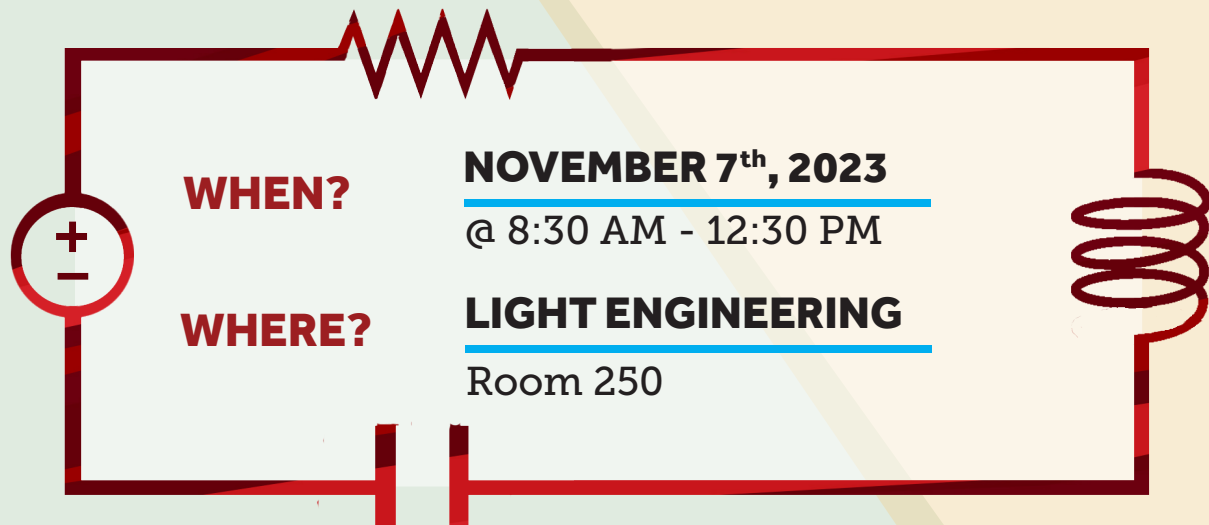 WHEN?
NOVEMBER 7th, 2023
@ 8:30 AM - 12:30 PM
WHERE?
LIGHT ENGINEERING
Room 250